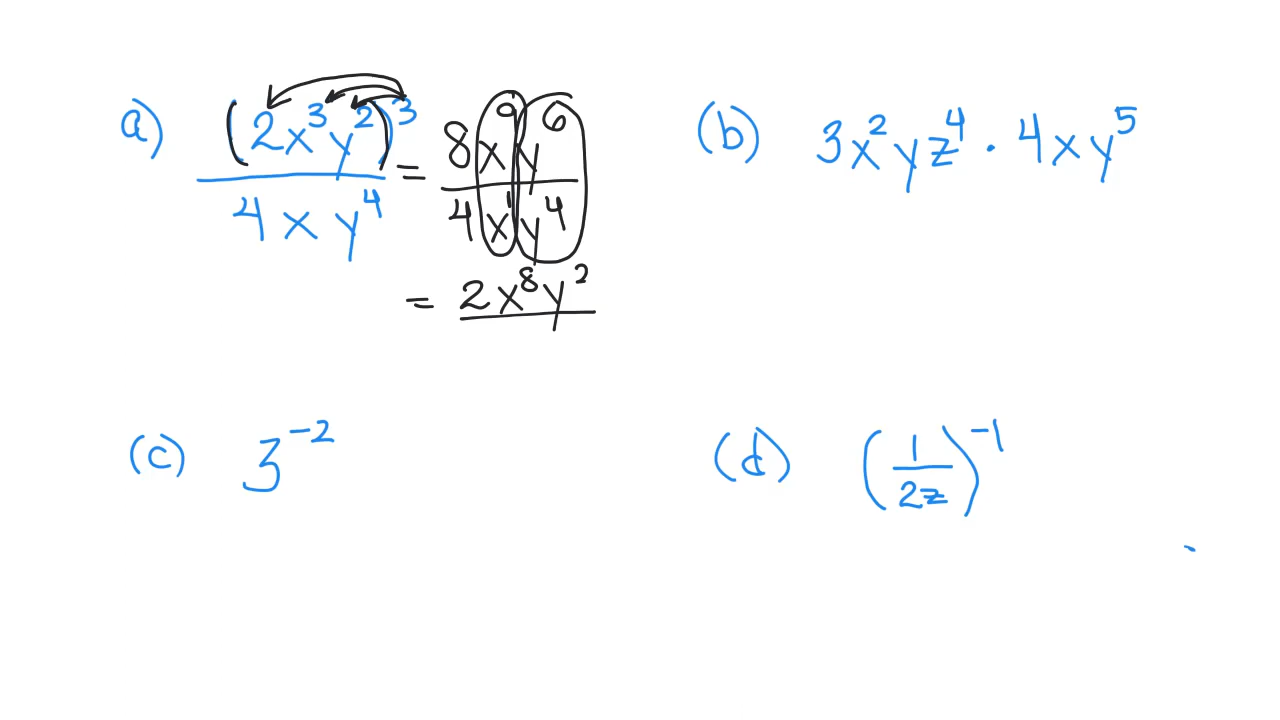 a) (2x³y²)³ / 4xy⁴ = 8x⁹y⁶ / 4x¹y⁴
= 2x⁸y²
(b) 3x²yz⁴ · 4xy⁵
(c) 3⁻²
(d) (1/2z)⁻¹